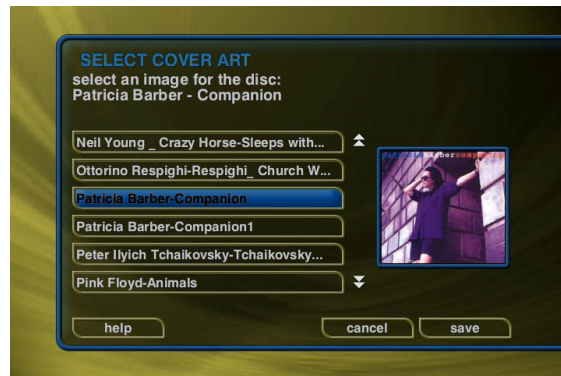 SELECT COVER ART
select an image for the disc:
Patricia Barber - Companion
Neil Young _ Crazy Horse-Sleeps with...
Ottorino Respighi-Respighi_ Church W...
Patricia Barber-Companion
Patricia Barber-Companion1
Peter Ilyich Tchaikovsky-Tchaikovsky...
Pink Floyd-Animals
patriciabarbercompanion
help
cancel
save